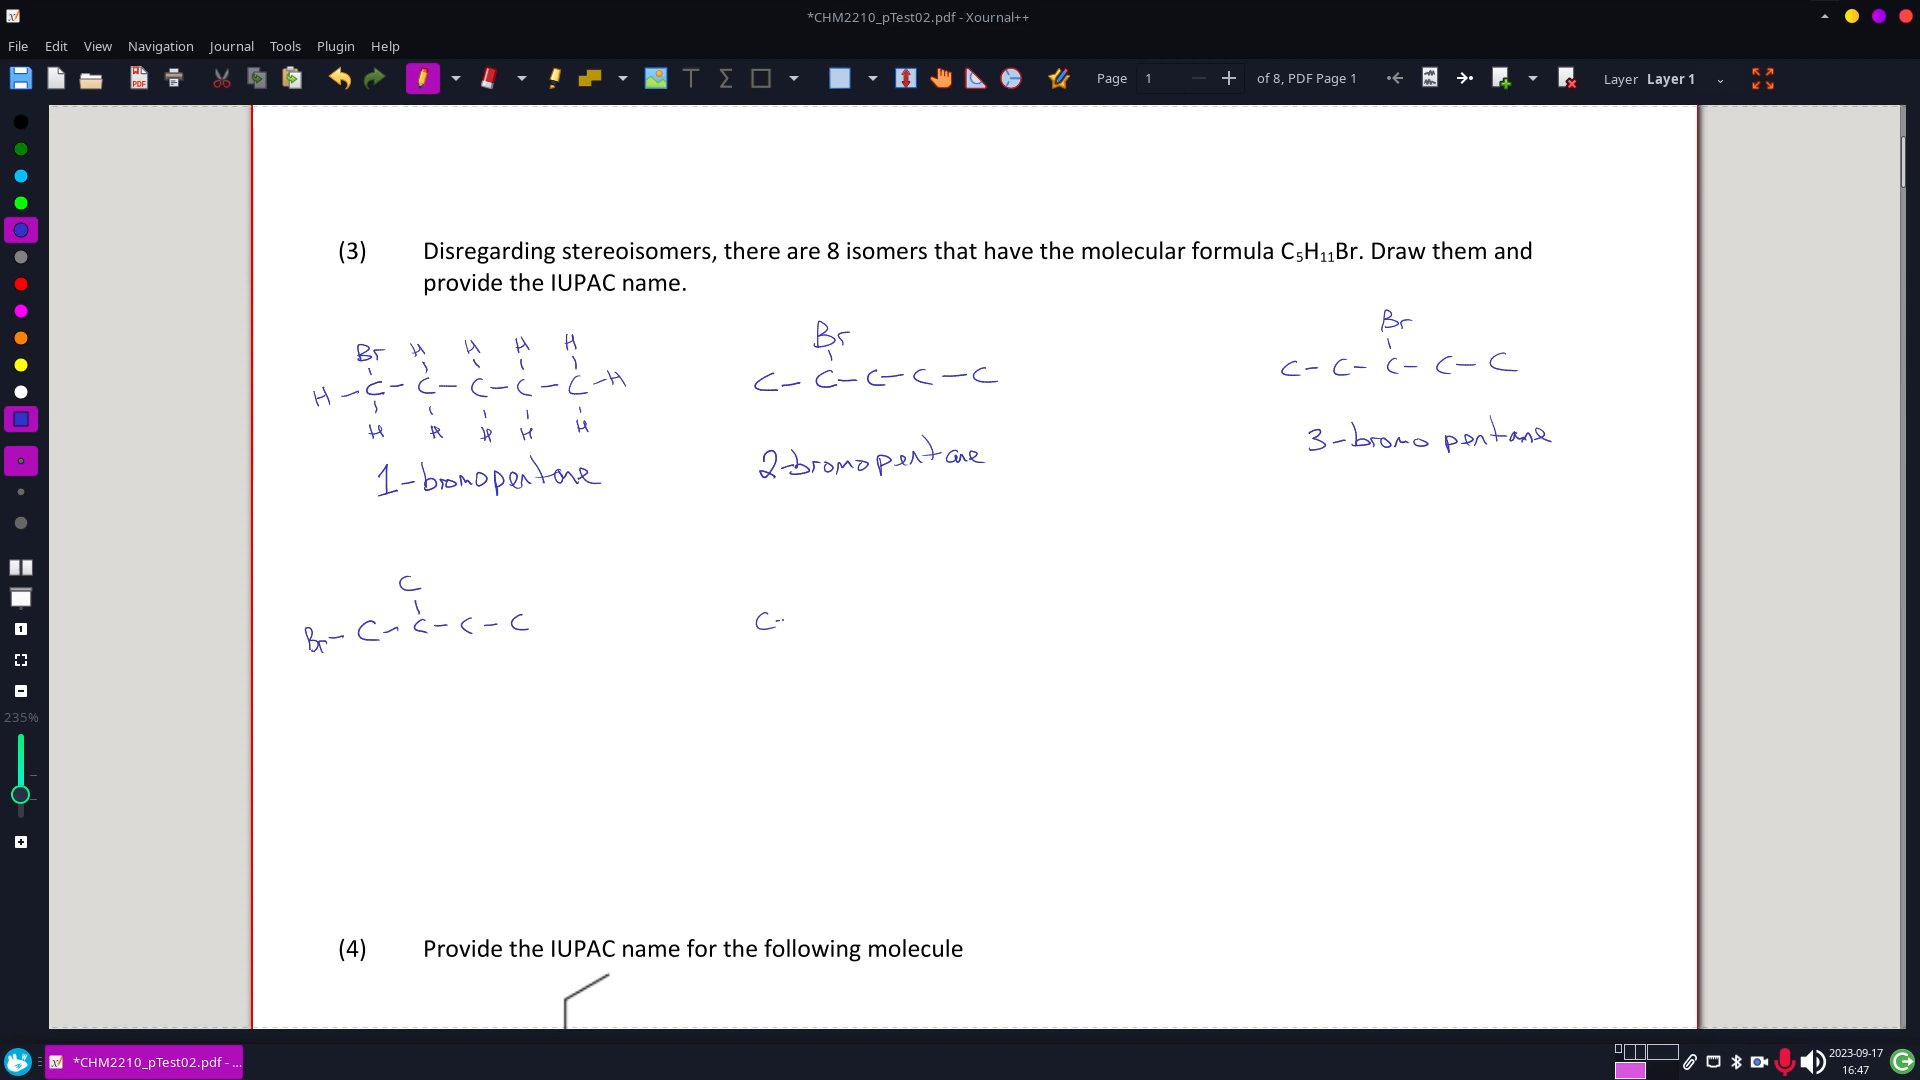 *CHM2210_pTest02.pdf - Xournal++
File Edit View Navigation Journal Tools Plugin Help
Page 1 of 8, PDF Page 1 Layer Layer 1
(3) Disregarding stereoisomers, there are 8 isomers that have the molecular formula C₅H₁₁Br. Draw them and
provide the IUPAC name.
Br H H H H
H - C - C - C - C - C - H
H H H H H
1-bromopentane
Br
C - C - C - C - C
2-bromopentane
Br
C - C - C - C - C
3-bromo pentane
C
Br - C - C - C - C
C-
235%
(4) Provide the IUPAC name for the following molecule
*CHM2210_pTest02.pdf - ...
2023-09-17
16:47